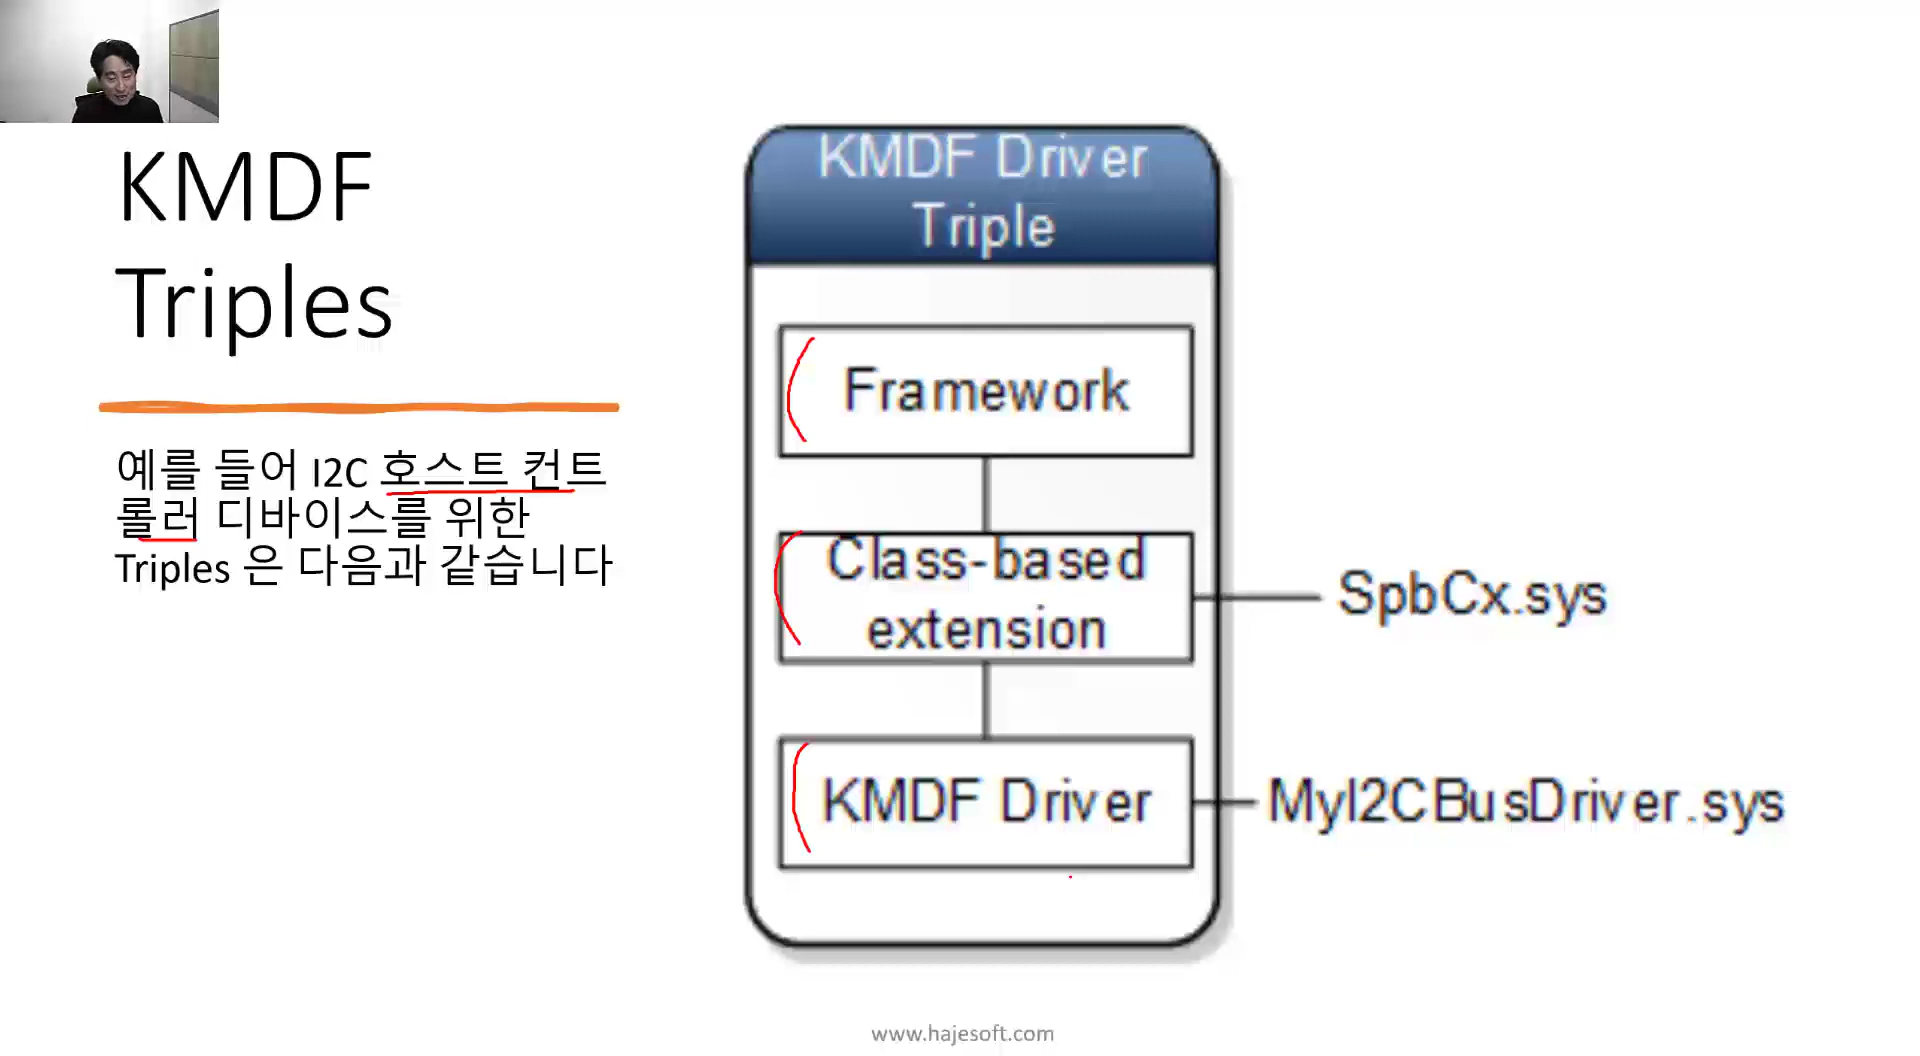 KMDF
Triples
예를 들어 I2C 호스트 컨트
롤러 디바이스를 위한
Triples 은 다음과 같습니다
KMDF Driver
Triple
Framework
Class-based
extension
SpbCx.sys
KMDF Driver
MyI2CBusDriver.sys
www.hajesoft.com